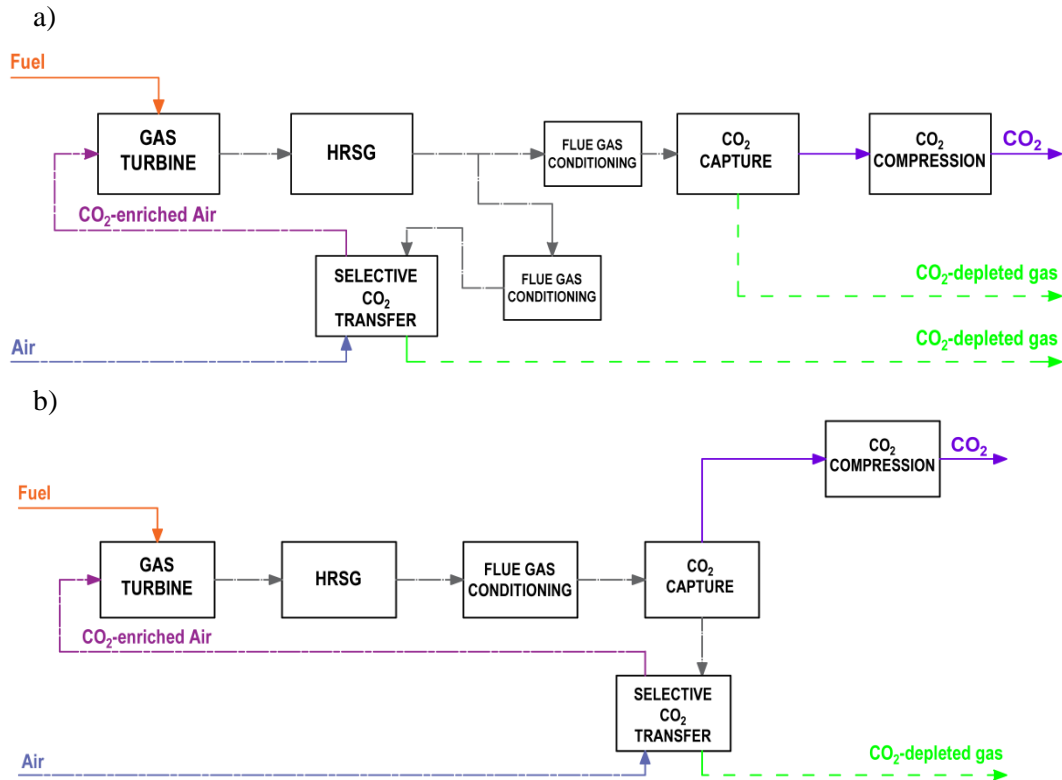 a)
Fuel
GAS
TURBINE
HRSG
FLUE GAS
CONDITIONING
CO₂
CAPTURE
CO₂
COMPRESSION
CO₂
CO₂-enriched Air
SELECTIVE
CO₂
TRANSFER
FLUE GAS
CONDITIONING
CO₂-depleted gas
Air
CO₂-depleted gas
b)
CO₂
COMPRESSION
CO₂
Fuel
GAS
TURBINE
HRSG
FLUE GAS
CONDITIONING
CO₂
CAPTURE
CO₂-enriched Air
SELECTIVE
CO₂
TRANSFER
Air
CO₂-depleted gas